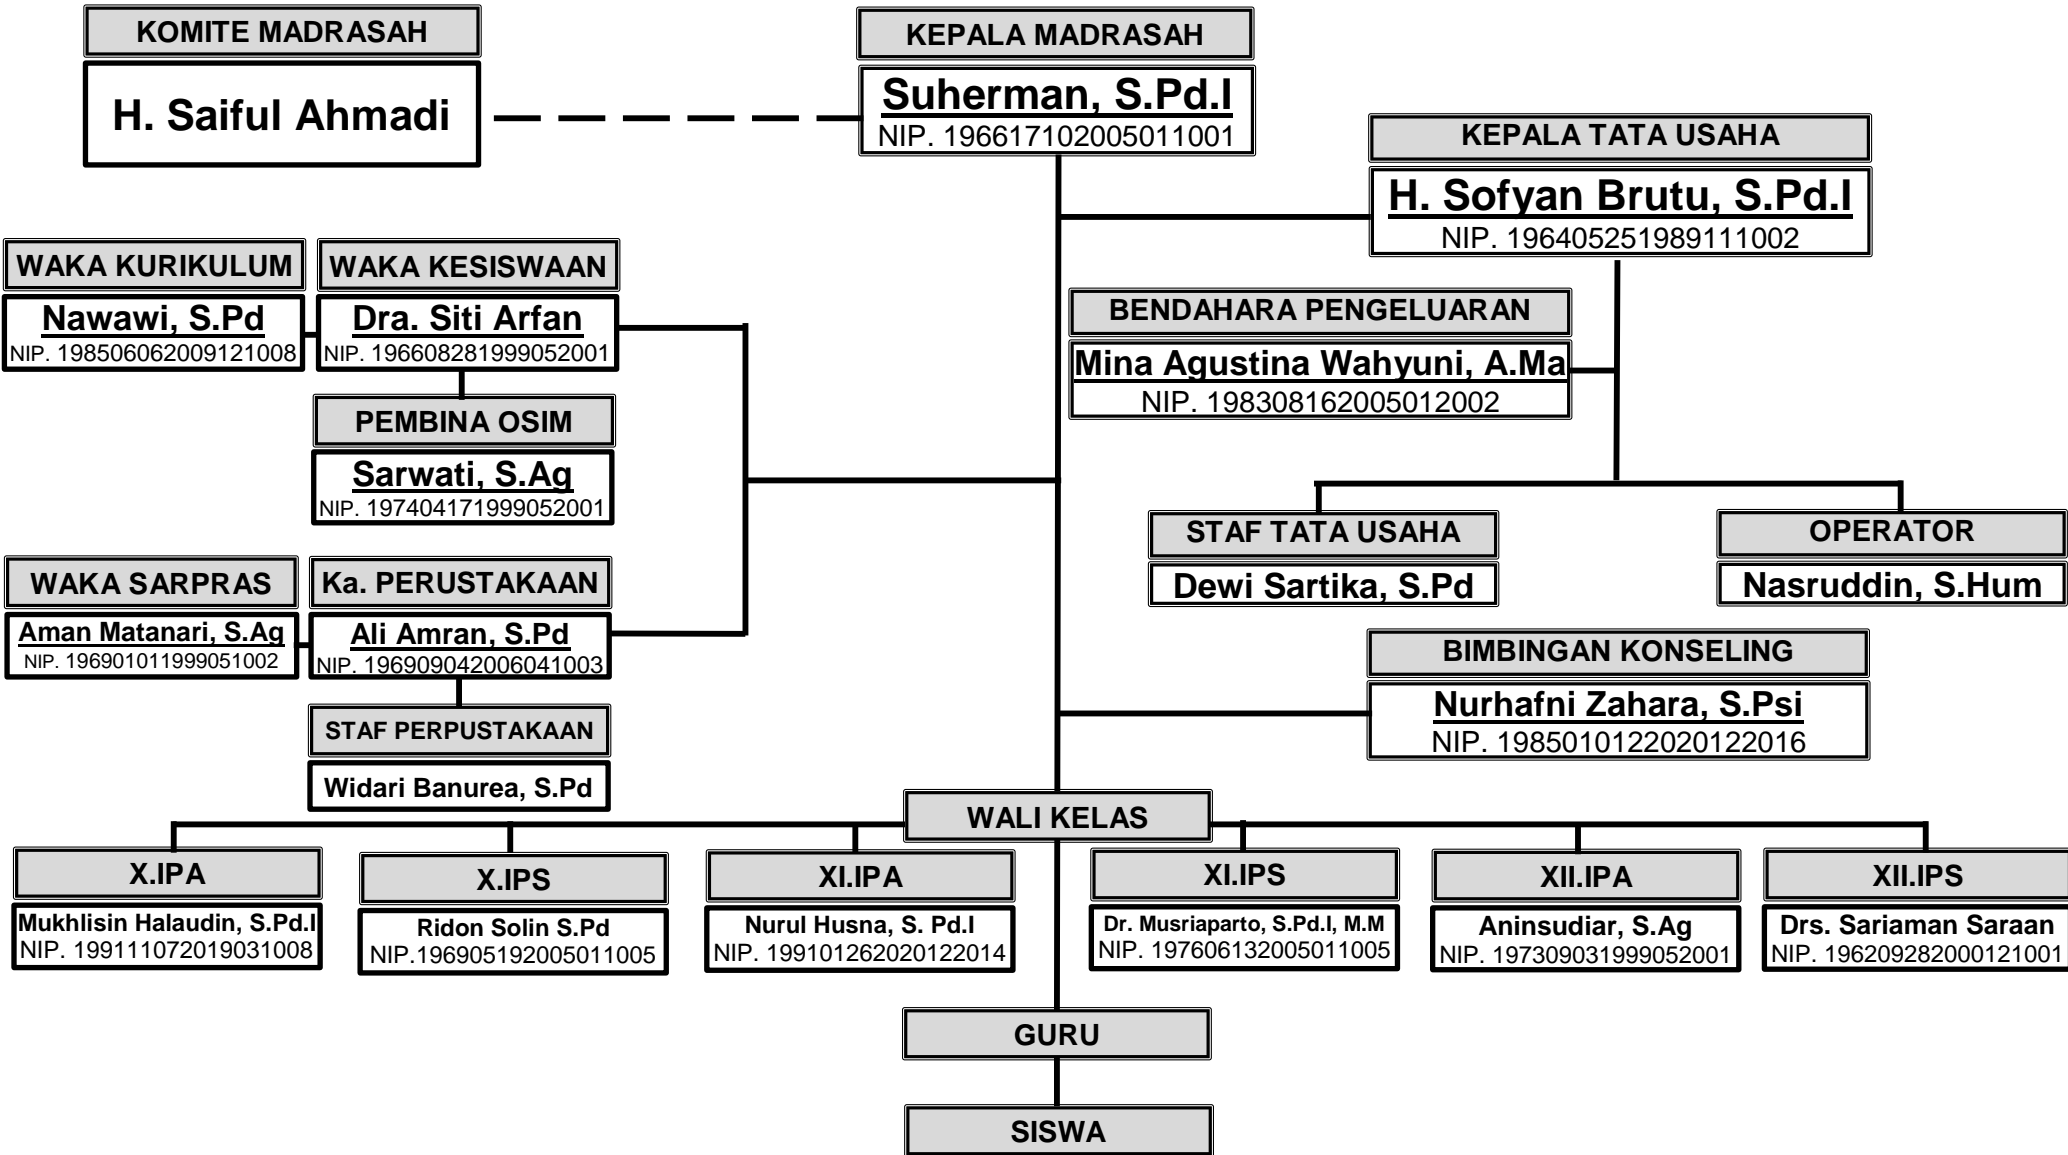 KOMITE MADRASAH
H. Saiful Ahmadi
KEPALA MADRASAH
Suherman, S.Pd.I
NIP. 196617102005011001
KEPALA TATA USAHA
H. Sofyan Brutu, S.Pd.I
NIP. 196405251989111002
WAKA KURIKULUM
Nawawi, S.Pd
NIP. 198506062009121008
WAKA KESISWAAN
Dra. Siti Arfan
NIP. 196608281999052001
BENDAHARA PENGELUARAN
Mina Agustina Wahyuni, A.Ma
NIP. 198308162005012002
PEMBINA OSIM
Sarwati, S.Ag
NIP. 197404171999052001
STAF TATA USAHA
Dewi Sartika, S.Pd
OPERATOR
Nasruddin, S.Hum
WAKA SARPRAS
Aman Matanari, S.Ag
NIP. 196901011999051002
Ka. PERUSTAKAAN
Ali Amran, S.Pd
NIP. 196909042006041003
BIMBINGAN KONSELING
Nurhafni Zahara, S.Psi
NIP. 1985010122020122016
STAF PERPUSTAKAAN
Widari Banurea, S.Pd
WALI KELAS
X.IPA
Mukhlisin Halaudin, S.Pd.I
NIP. 199111072019031008
X.IPS
Ridon Solin S.Pd
NIP.196905192005011005
XI.IPA
Nurul Husna, S. Pd.I
NIP. 199101262020122014
XI.IPS
Dr. Musriaparto, S.Pd.I, M.M
NIP. 197606132005011005
XII.IPA
Aninsudiar, S.Ag
NIP. 197309031999052001
XII.IPS
Drs. Sariaman Saraan
NIP. 196209282000121001
GURU
SISWA